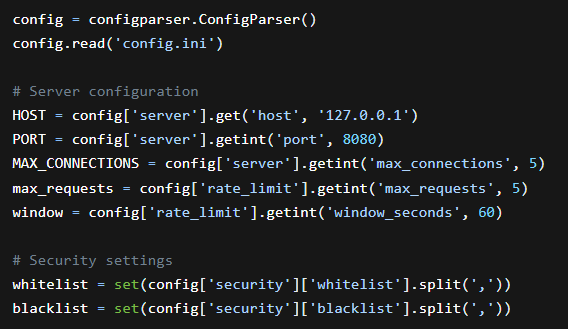 config = configparser.ConfigParser()
config.read('config.ini')
# Server configuration
HOST = config['server'].get('host', '127.0.0.1')
PORT = config['server'].getint('port', 8080)
MAX_CONNECTIONS = config['server'].getint('max_connections', 5)
max_requests = config['rate_limit'].getint('max_requests', 5)
window = config['rate_limit'].getint('window_seconds', 60)
# Security settings
whitelist = set(config['security']['whitelist'].split(','))
blacklist = set(config['security']['blacklist'].split(','))